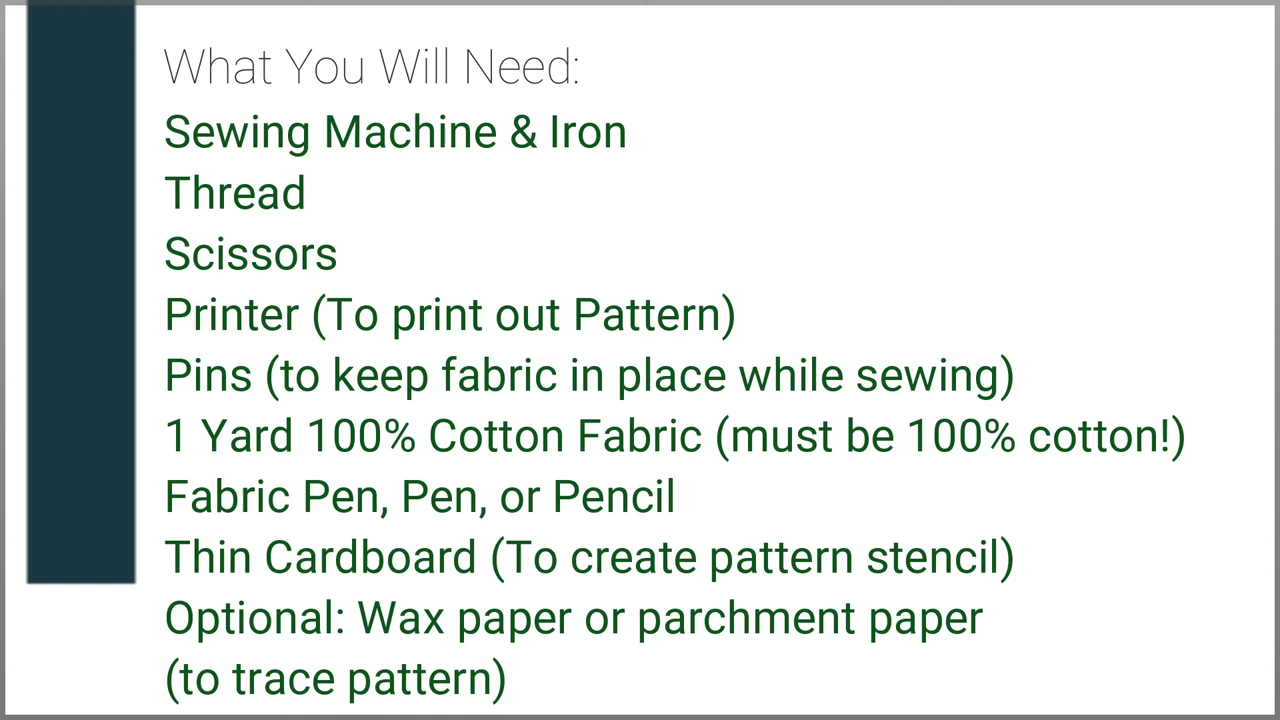 What You Will Need:
Sewing Machine & Iron
Thread
Scissors
Printer (To print out Pattern)
Pins (to keep fabric in place while sewing)
1 Yard 100% Cotton Fabric (must be 100% cotton!)
Fabric Pen, Pen, or Pencil
Thin Cardboard (To create pattern stencil)
Optional: Wax paper or parchment paper
(to trace pattern)